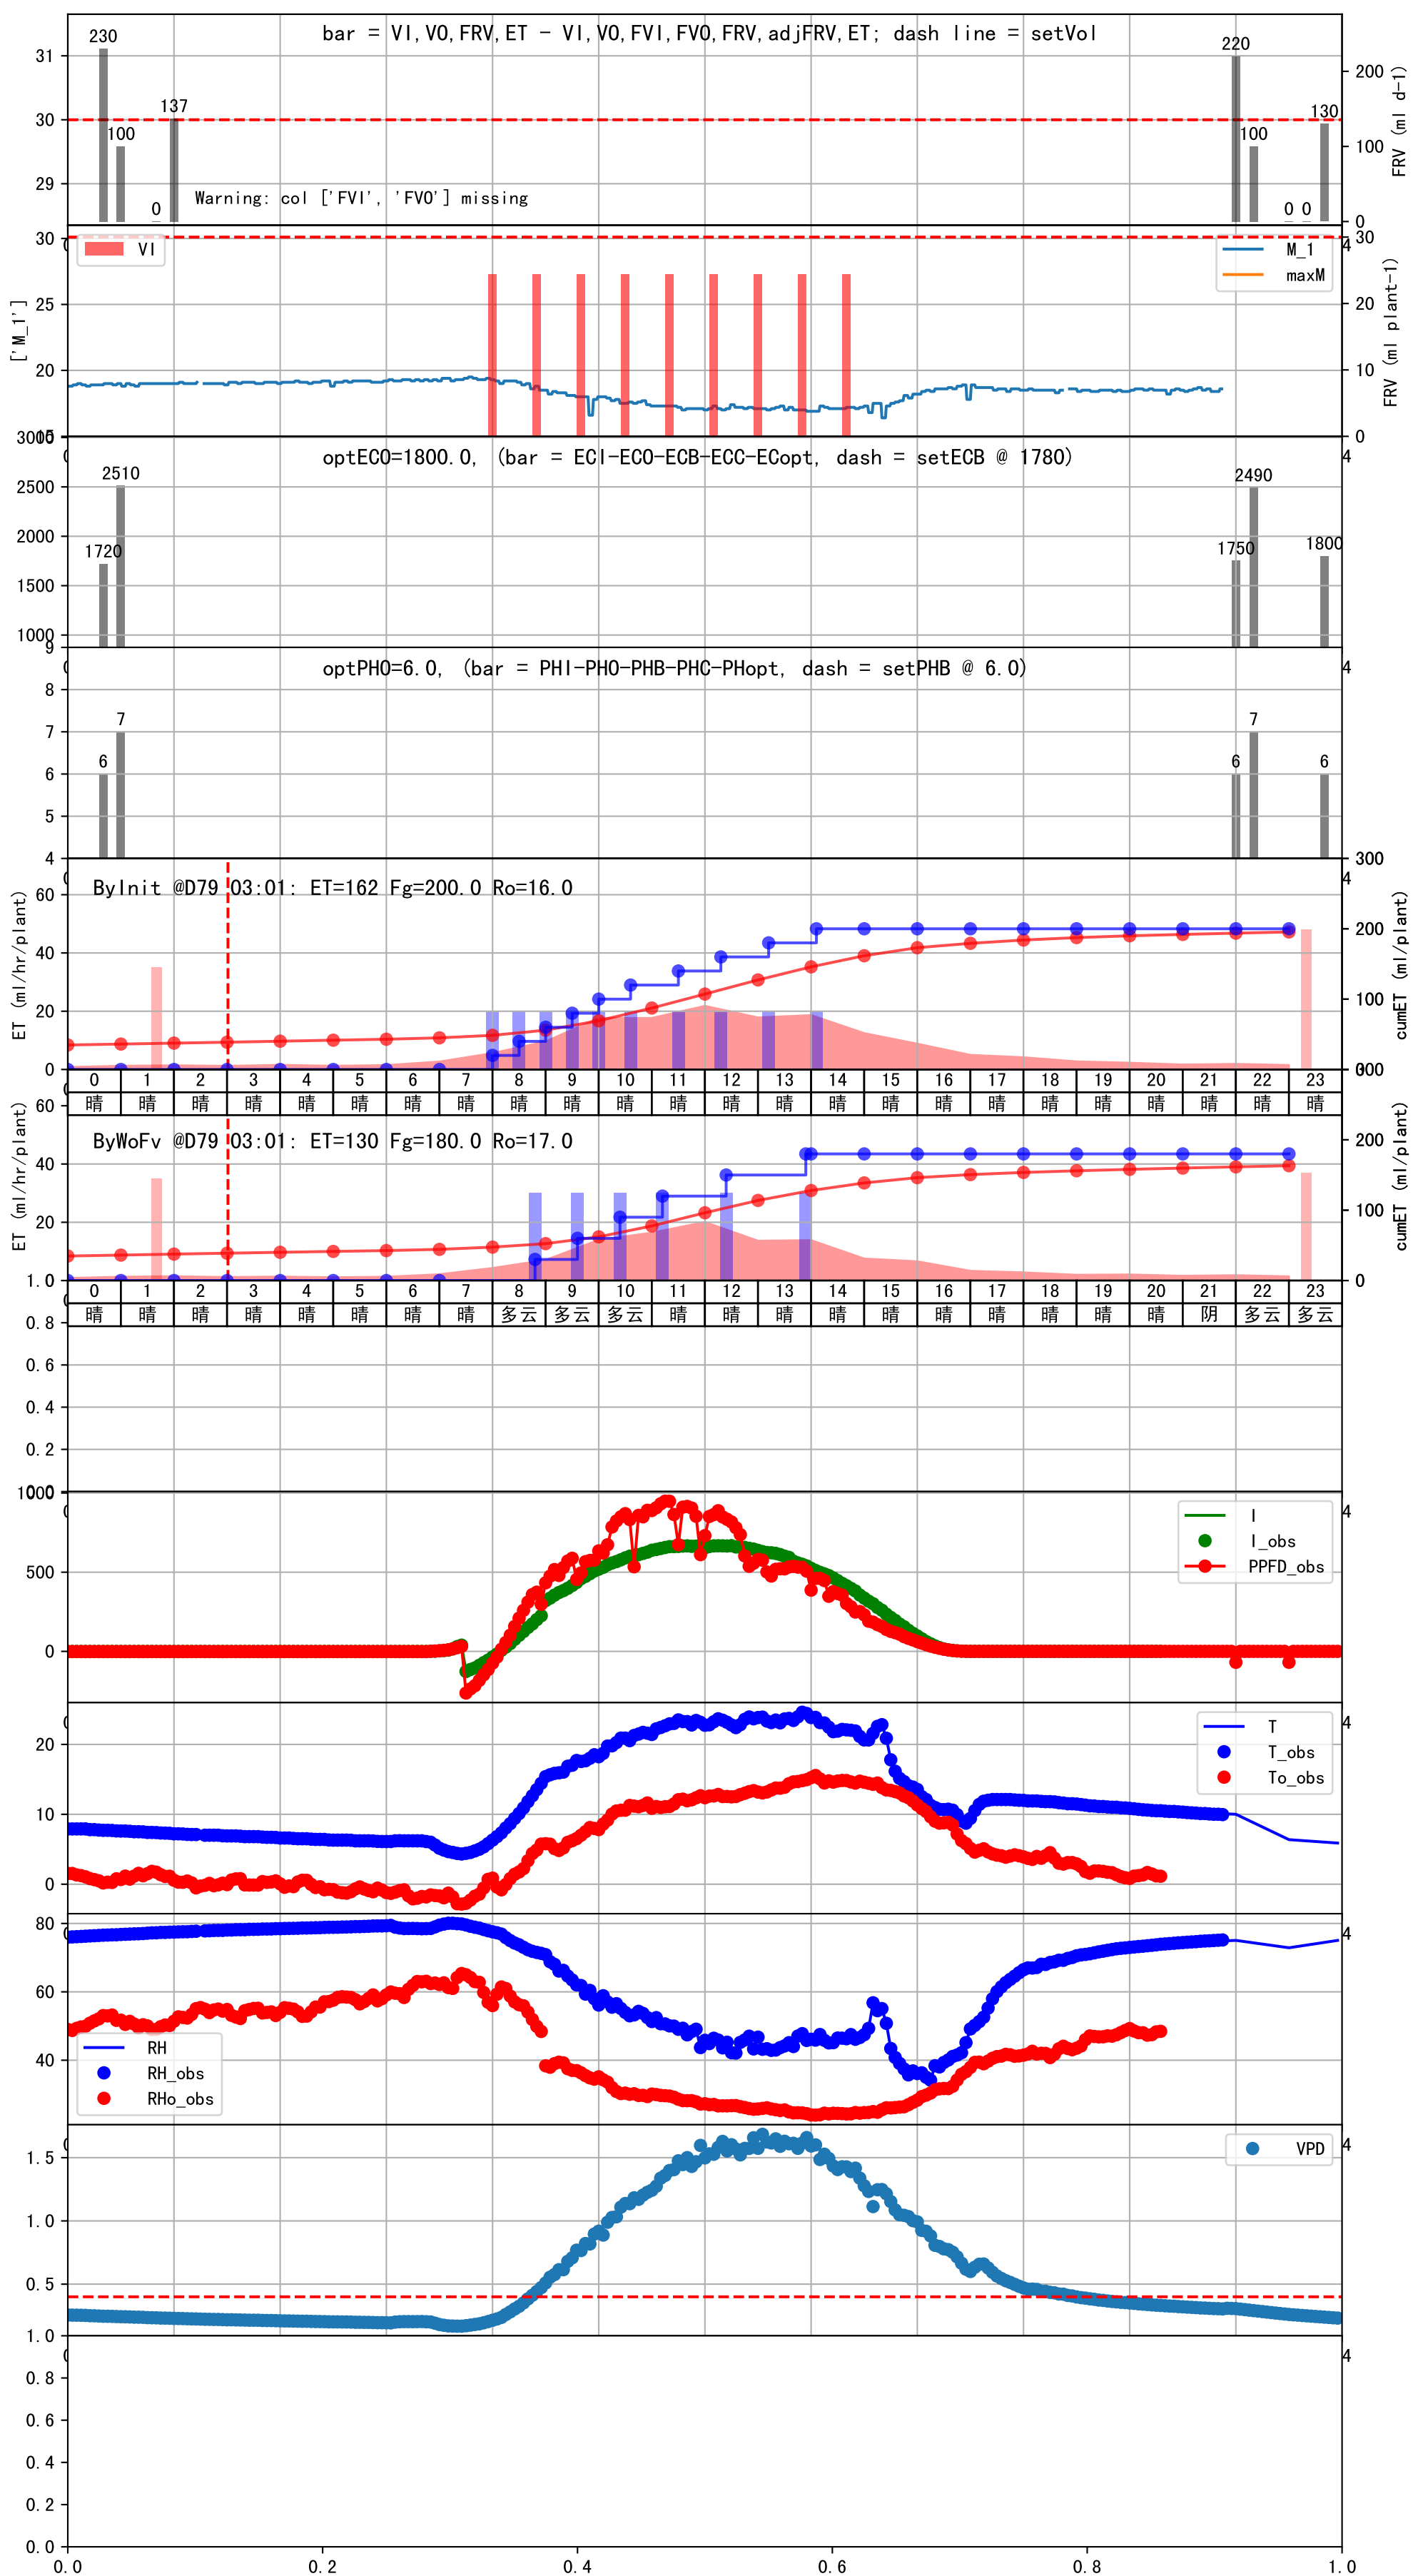 bar = VI,VO,FRV,ET - VI,VO,FVI,FVO,FRV,adjFRV,ET; dash line = setVol
230
100
0
137
220
100
0 0
130
31
30
29
200
100
0
FRV (ml d-1)
Warning: col ['FVI', 'FVO'] missing
VI
M_1
maxM
['M_1']
30
25
20
30
20
10
0
FRV (ml plant-1)
optECO=1800.0, (bar = ECI-ECO-ECB-ECC-ECopt, dash = setECB @ 1780)
1720
2510
1750
2490
1800
2500
2000
1500
1000
optPHO=6.0, (bar = PHI-PHO-PHB-PHC-PHopt, dash = setPHB @ 6.0)
6
7
6
7
6
9
8
7
6
5
4
ByInit @D79 03:01: ET=162 Fg=200.0 Ro=16.0
ET (ml/hr/plant)
60
40
20
0
300
200
100
cumET (ml/plant)
0 1 2 3 4 5 6 7 8 9 10 11 12 13 14 15 16 17 18 19 20 21 22 23
晴 晴 晴 晴 晴 晴 晴 晴 晴 晴 晴 晴 晴 晴 晴 晴 晴 晴 晴 晴 晴 晴 晴 晴
ByWoFv @D79 03:01: ET=130 Fg=180.0 Ro=17.0
ET (ml/hr/plant)
60
40
20
200
100
0
cumET (ml/plant)
0 1 2 3 4 5 6 7 8 9 10 11 12 13 14 15 16 17 18 19 20 21 22 23
晴 晴 晴 晴 晴 晴 晴 晴 多云 多云 多云 晴 晴 晴 晴 晴 晴 晴 晴 晴 晴 阴 多云 多云
1.0
0.8
0.6
0.4
0.2
1000
500
0
I
I_obs
PPFD_obs
20
10
0
T
T_obs
To_obs
80
60
40
RH
RH_obs
RHo_obs
1.5
1.0
0.5
VPD
1.0
0.8
0.6
0.4
0.2
0.0
0.0 0.2 0.4 0.6 0.8 1.0